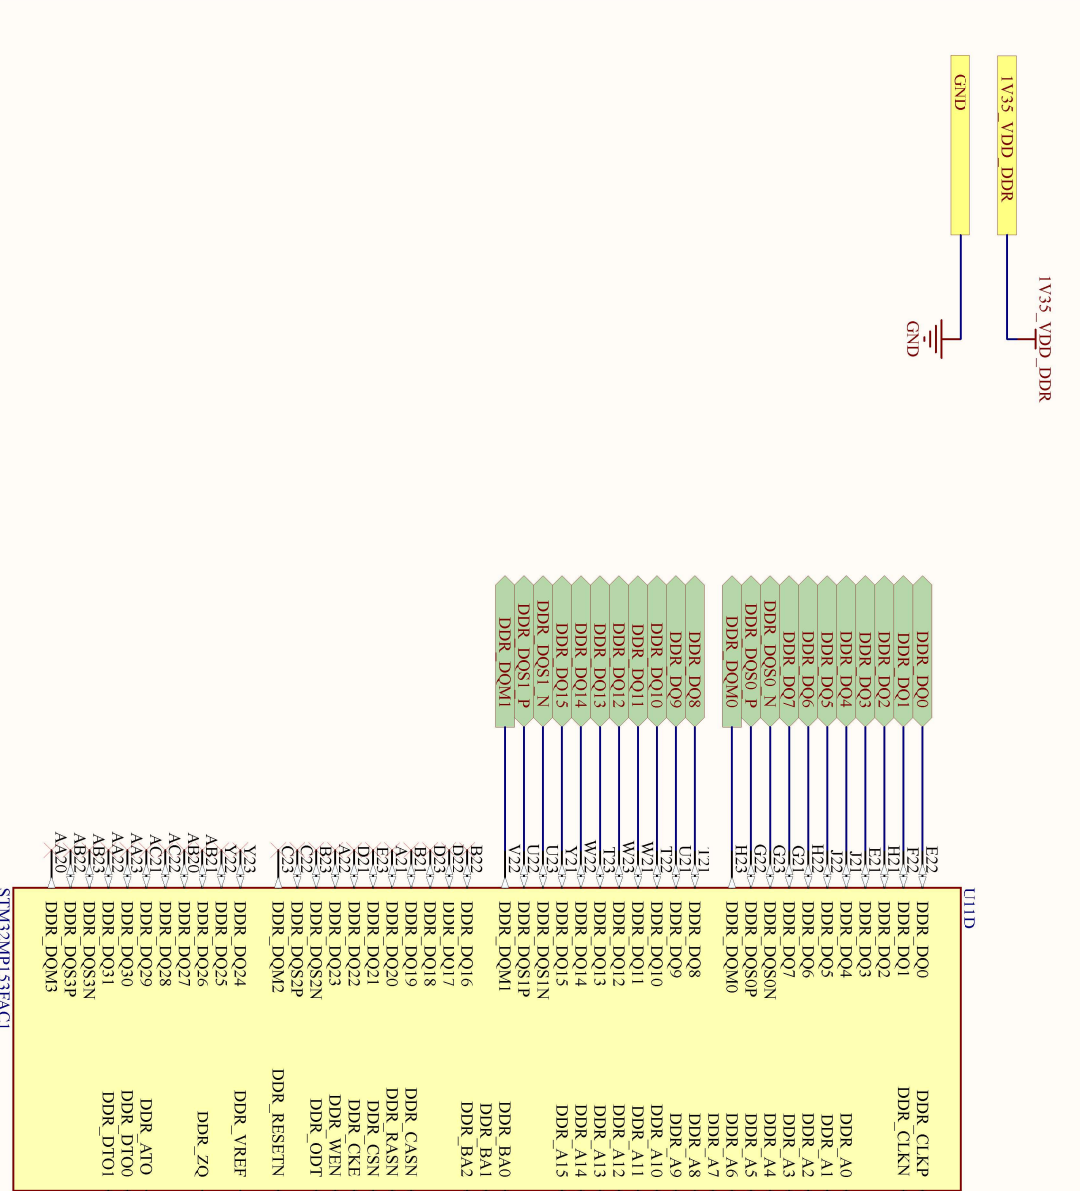 1V35_VDD_DDR
1V35_VDD_DDR
GND
GND
U11D
DDR_DQ0 E22 DDR_DQ0 DDR_CLKP
DDR_DQ1 F22 DDR_DQ1 DDR_CLKN
DDR_DQ2 H21 DDR_DQ2
DDR_DQ3 E21 DDR_DQ3
DDR_DQ4 J21 DDR_DQ4 DDR_A0
DDR_DQ5 J22 DDR_DQ5 DDR_A1
DDR_DQ6 H22 DDR_DQ6 DDR_A2
DDR_DQ7 G21 DDR_DQ7 DDR_A3
DDR_DQS0_N G23 DDR_DQS0N DDR_A4
DDR_DQS0_P G22 DDR_DQS0P DDR_A5
DDR_DQM0 H23 DDR_DQM0 DDR_A6
DDR_A7
DDR_DQ8 T21 DDR_DQ8 DDR_A8
DDR_DQ9 U21 DDR_DQ9 DDR_A9
DDR_DQ10 T22 DDR_DQ10 DDR_A10
DDR_DQ11 W21 DDR_DQ11 DDR_A11
DDR_DQ12 W23 DDR_DQ12 DDR_A12
DDR_DQ13 T23 DDR_DQ13 DDR_A13
DDR_DQ14 W22 DDR_DQ14 DDR_A14
DDR_DQ15 Y21 DDR_DQ15 DDR_A15
DDR_DQS1_N U23 DDR_DQS1N
DDR_DQS1_P U22 DDR_DQS1P
DDR_DQM1 V22 DDR_DQM1 DDR_BA0
DDR_BA1
B22 DDR_DQ16 DDR_BA2
D22 DDR_DQ17
D23 DDR_DQ18
B21 DDR_DQ19 DDR_CASN
A21 DDR_DQ20 DDR_RASN
E23 DDR_DQ21 DDR_CSN
D21 DDR_DQ22 DDR_CKE
A22 DDR_DQ23 DDR_WEN
B23 DDR_DQS2N DDR_ODT
C22 DDR_DQS2P
C23 DDR_DQM2 DDR_RESETN
Y23 DDR_DQ24 DDR_VREF
Y22 DDR_DQ25
AB21 DDR_DQ26 DDR_ZQ
AB20 DDR_DQ27
AC22 DDR_DQ28
AC21 DDR_DQ29 DDR_ATO
AA23 DDR_DQ30 DDR_DTO0
AA22 DDR_DQ31 DDR_DTO1
AB23 DDR_DQS3N
AB22 DDR_DQS3P
AA20 DDR_DQM3
STM32MP153FAC1